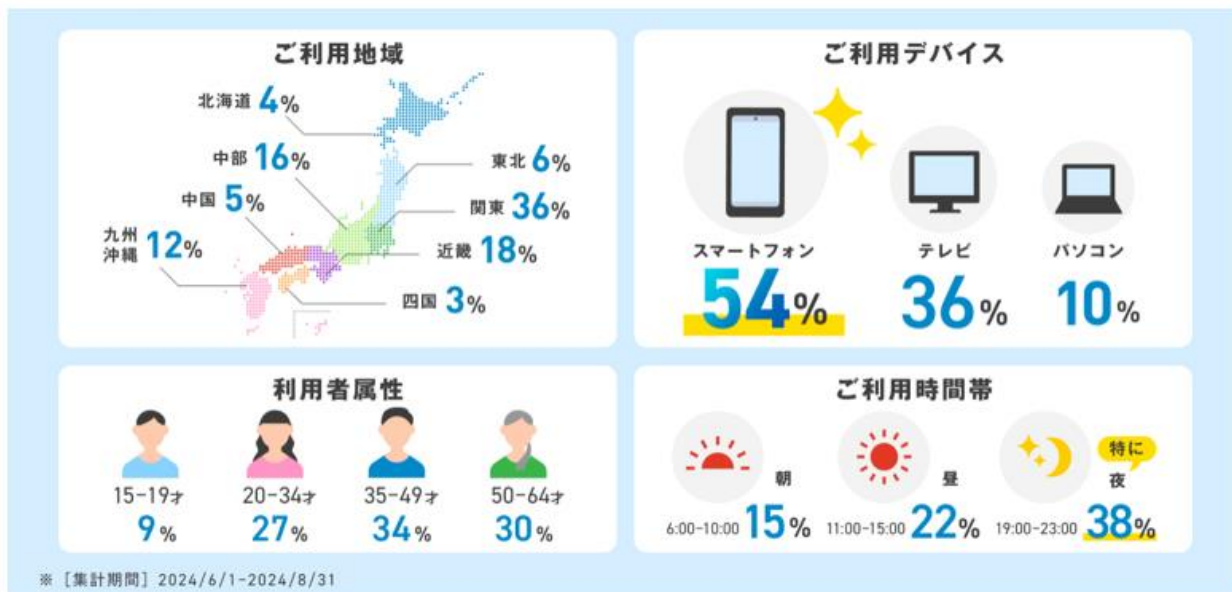 ご利用地域
北海道 4%
中部 16%
東北 6%
中国 5%
関東 36%
九州
沖縄 12%
近畿 18%
四国 3%
ご利用デバイス
スマートフォン
54%
テレビ
36%
パソコン
10%
利用者属性
15-19才
9%
20-34才
27%
35-49才
34%
50-64才
30%
ご利用時間帯
朝
6:00-10:00 15%
昼
11:00-15:00 22%
特に
夜
19:00-23:00 38%
※［集計期間］2024/6/1-2024/8/31